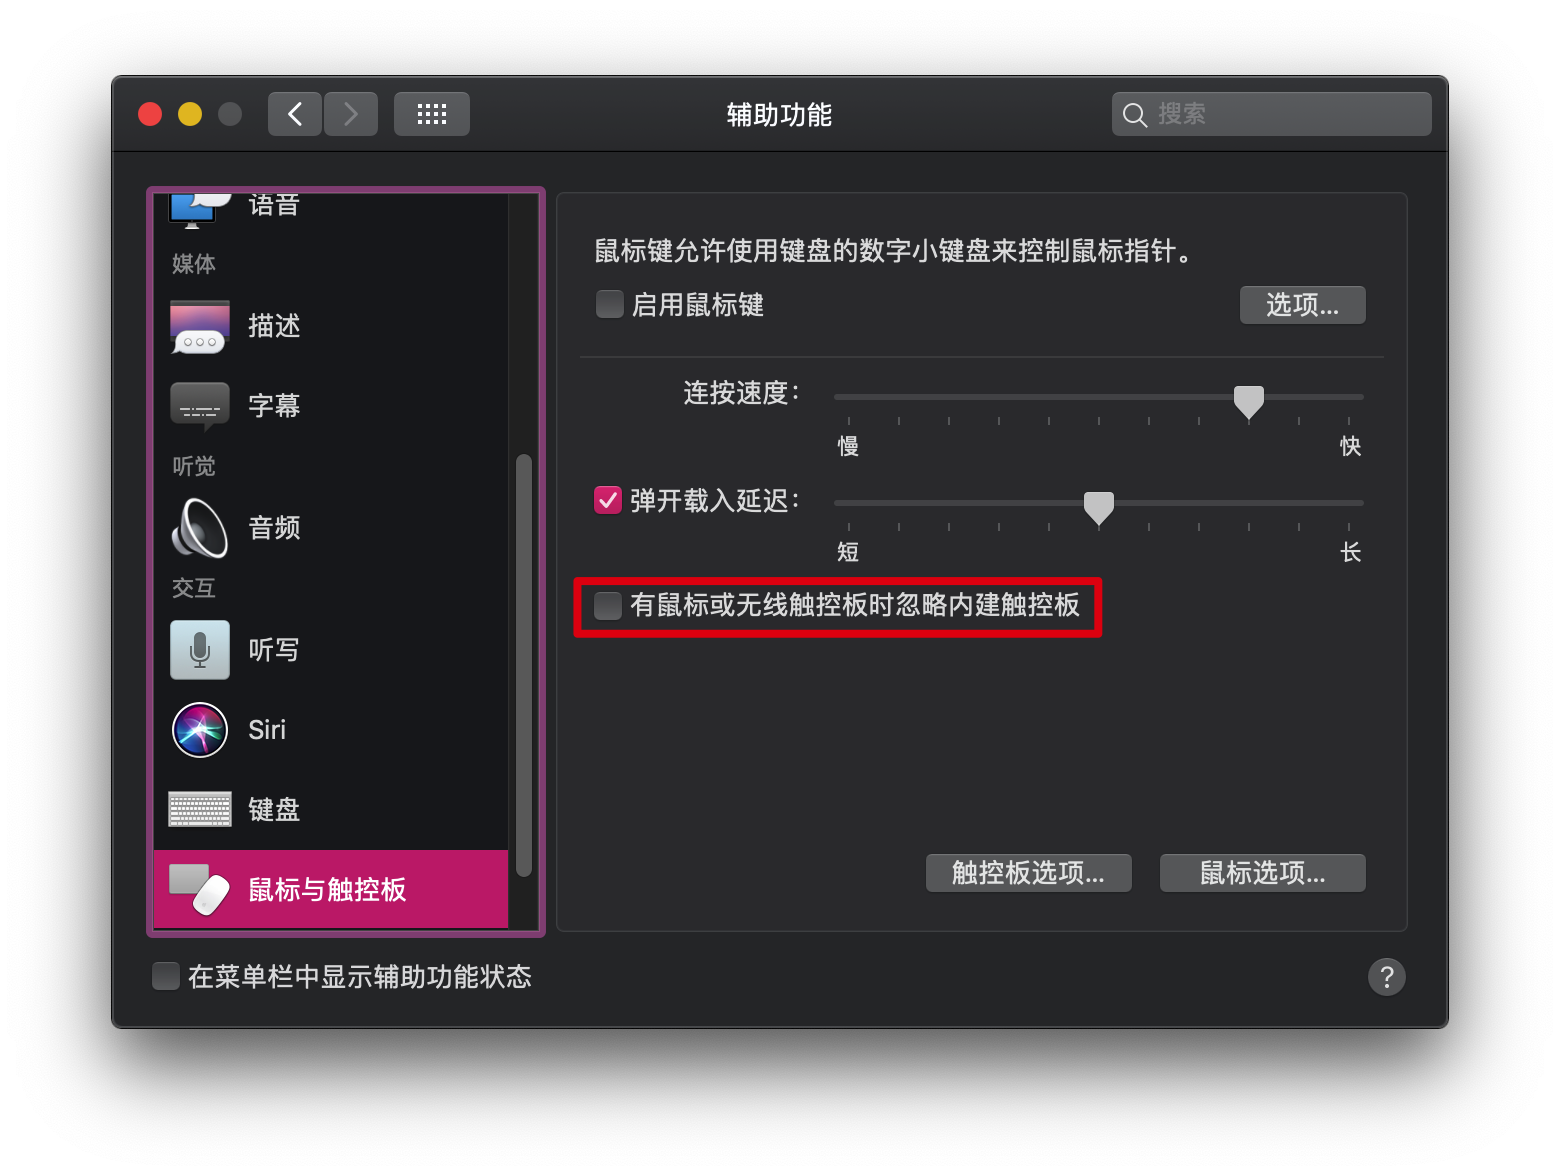 辅助功能
搜索
语音
媒体
描述
字幕
听觉
音频
交互
听写
Siri
键盘
鼠标与触控板
鼠标键允许使用键盘的数字小键盘来控制鼠标指针。
启用鼠标键
选项...
连按速度：
慢
快
弹开载入延迟：
短
长
有鼠标或无线触控板时忽略内建触控板
触控板选项...
鼠标选项...
在菜单栏中显示辅助功能状态
?